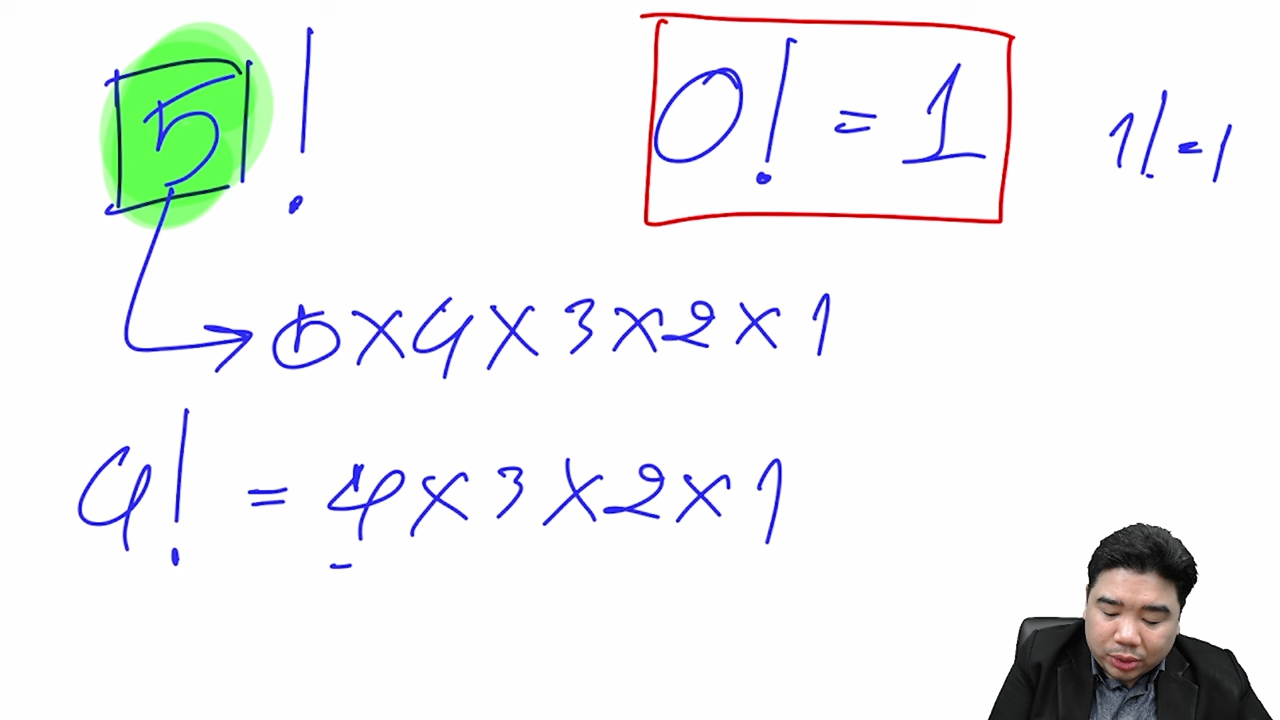 5!
0! = 1
1! = 1
5 × 4 × 3 × 2 × 1
4! = 4 × 3 × 2 × 1